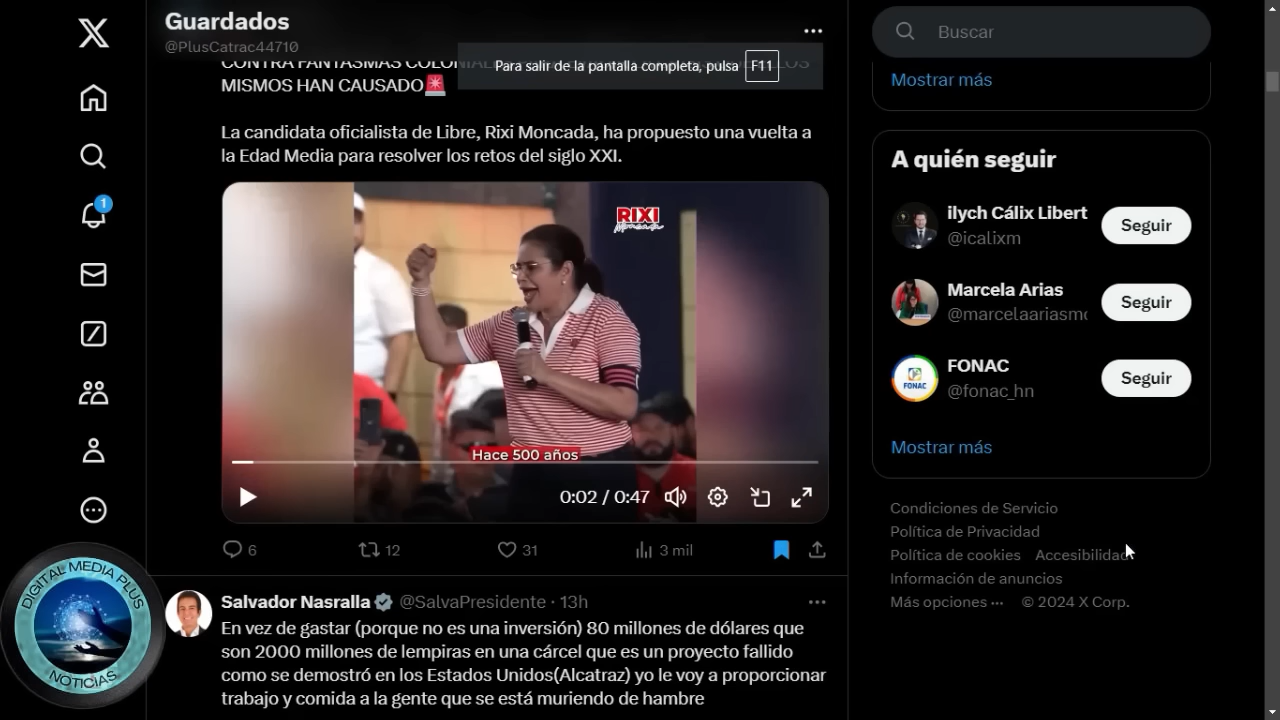 Guardados
@PlusCatrac44710
Para salir de la pantalla completa, pulsa F11
CONTRA FANTASMAS
MISMOS HAN CAUSADO🚨
La candidata oficialista de Libre, Rixi Moncada, ha propuesto una vuelta a
la Edad Media para resolver los retos del siglo XXI.
RIXI
Moncada
Hace 500 años
0:02 / 0:47
6
12
31
3 mil
Salvador Nasralla @SalvaPresidente · 13h
En vez de gastar (porque no es una inversión) 80 millones de dólares que
son 2000 millones de lempiras en una cárcel que es un proyecto fallido
como se demostró en los Estados Unidos(Alcatraz) yo le voy a proporcionar
trabajo y comida a la gente que se está muriendo de hambre
1
DIGITAL MEDIA PLUS
NOTICIAS
Buscar
Mostrar más
A quién seguir
ilych Cálix Libert
@icalixm
Seguir
Marcela Arias
@marcelaariasmo
Seguir
FONAC
FONAC
@fonac_hn
Seguir
Mostrar más
Condiciones de Servicio
Política de Privacidad
Política de cookies Accesibilidad
Información de anuncios
Más opciones ··· © 2024 X Corp.